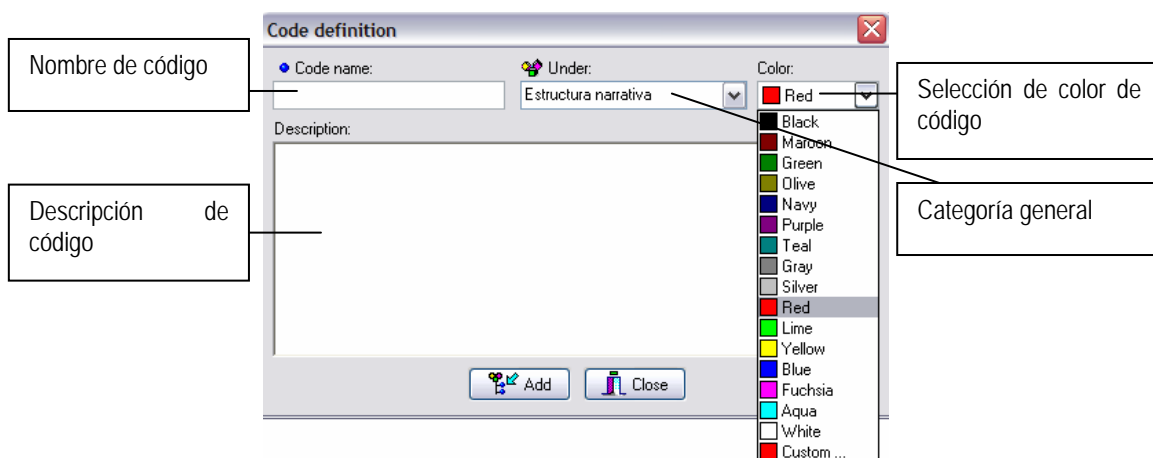 Code definition
Nombre de código
Code name:
Under:
Color:
Estructura narrativa
Red
Selección de color de
código
Description:
Black
Maroon
Green
Olive
Navy
Purple
Teal
Gray
Silver
Red
Lime
Yellow
Blue
Fuchsia
Aqua
White
Custom ...
Descripción de
código
Categoría general
Add
Close